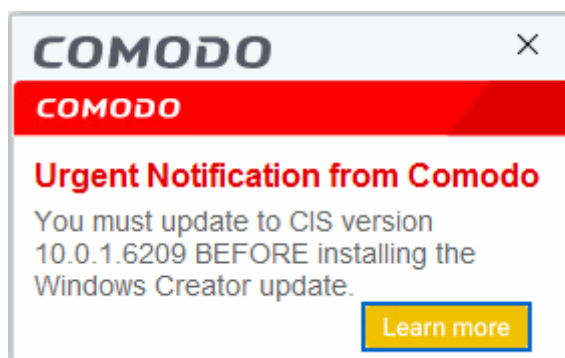 COMODO
COMODO
Urgent Notification from Comodo
You must update to CIS version
10.0.1.6209 BEFORE installing the
Windows Creator update.
Learn more